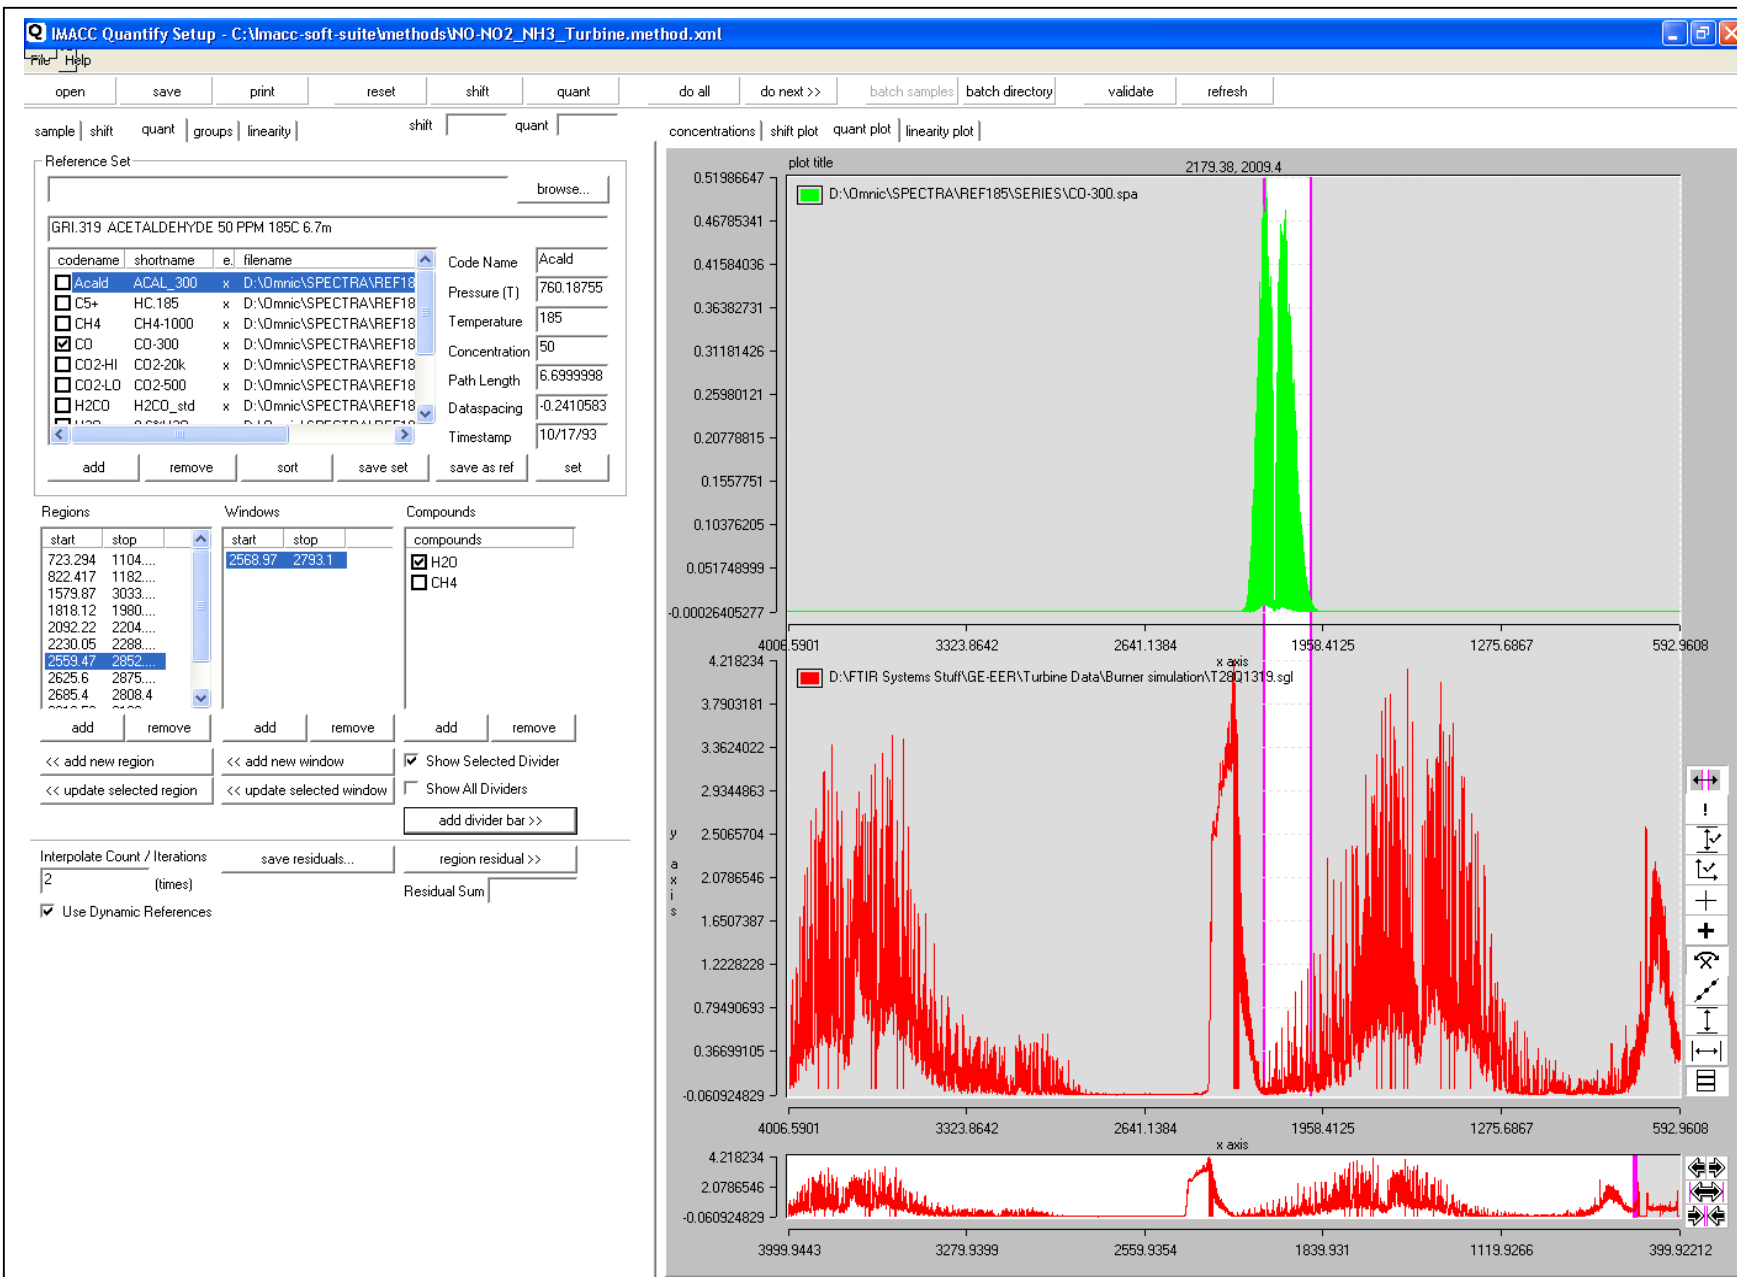 IMACC Quantify Setup - C:\Imacc-soft-suite\methods\NO-NO2_NH3_Turbine.method.xml
File Help
open save print reset shift quant do all do next >> batch samples batch directory validate refresh
sample shift quant groups linearity shift quant
concentrations shift plot quant plot linearity plot
Reference Set
browse...
GRI.319 ACETALDEHYDE 50 PPM 185C 6.7m
codename shortname e. filename
Acald ACAL_300 x D:\Omnic\SPECTRA\REF18
C5+ HC.185 x D:\Omnic\SPECTRA\REF18
CH4 CH4-1000 x D:\Omnic\SPECTRA\REF18
CO CO-300 x D:\Omnic\SPECTRA\REF18
CO2-HI CO2-20k x D:\Omnic\SPECTRA\REF18
CO2-LO CO2-500 x D:\Omnic\SPECTRA\REF18
H2CO H2CO_std x D:\Omnic\SPECTRA\REF18
Code Name Acald
Pressure (T) 760.18755
Temperature 185
Concentration 50
Path Length 6.6999998
Dataspacing -0.2410583
Timestamp 10/17/93
add remove sort save set save as ref set
Regions
start stop
723.294 1104....
822.417 1182....
1579.87 3033....
1818.12 1980....
2092.22 2204....
2230.05 2288....
2559.47 2852....
2625.6 2875....
2685.4 2808.4
add remove
<< add new region
<< update selected region
Windows
start stop
2568.97 2793.1
add remove
<< add new window
<< update selected window
Compounds
compounds
H2O
CH4
add remove
Show Selected Divider
Show All Dividers
add divider bar >>
Interpolate Count / Iterations
2
(times)
Use Dynamic References
save residuals...
region residual >>
Residual Sum
plot title
2179.38, 2009.4
D:\Omnic\SPECTRA\REF185\SERIES\CO-300.spa
0.51986647
0.46785341
0.41584036
0.36382731
0.31181426
0.25980121
0.20778815
0.1557751
0.10376205
0.051748999
-0.00026405277
4006.5901 3323.8642 2641.1384 1958.4125 1275.6867 592.9608
x axis
D:\FTIR Systems Stuff\GE-EER\Turbine Data\Burner simulation\T28Q1319.sgl
4.218234
3.7903181
3.3624022
2.9344863
2.5065704
2.0786546
1.6507387
1.2228228
0.79490693
0.36699105
-0.060924829
y axis
4006.5901 3323.8642 2641.1384 1958.4125 1275.6867 592.9608
x axis
4.218234
2.0786546
-0.060924829
3999.9443 3279.9399 2559.9354 1839.931 1119.9266 399.92212